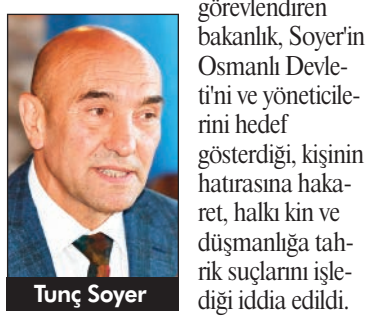 görevlendiren
bakanlık, Soyer'in
Osmanlı Devle-
ti'ni ve yöneticile-
rini hedef
gösterdiği, kişinin
hatırasına haka-
ret, halkı kin ve
düşmanlığa tah-
rik suçlarını işle-
diği iddia edildi.
Tunç Soyer